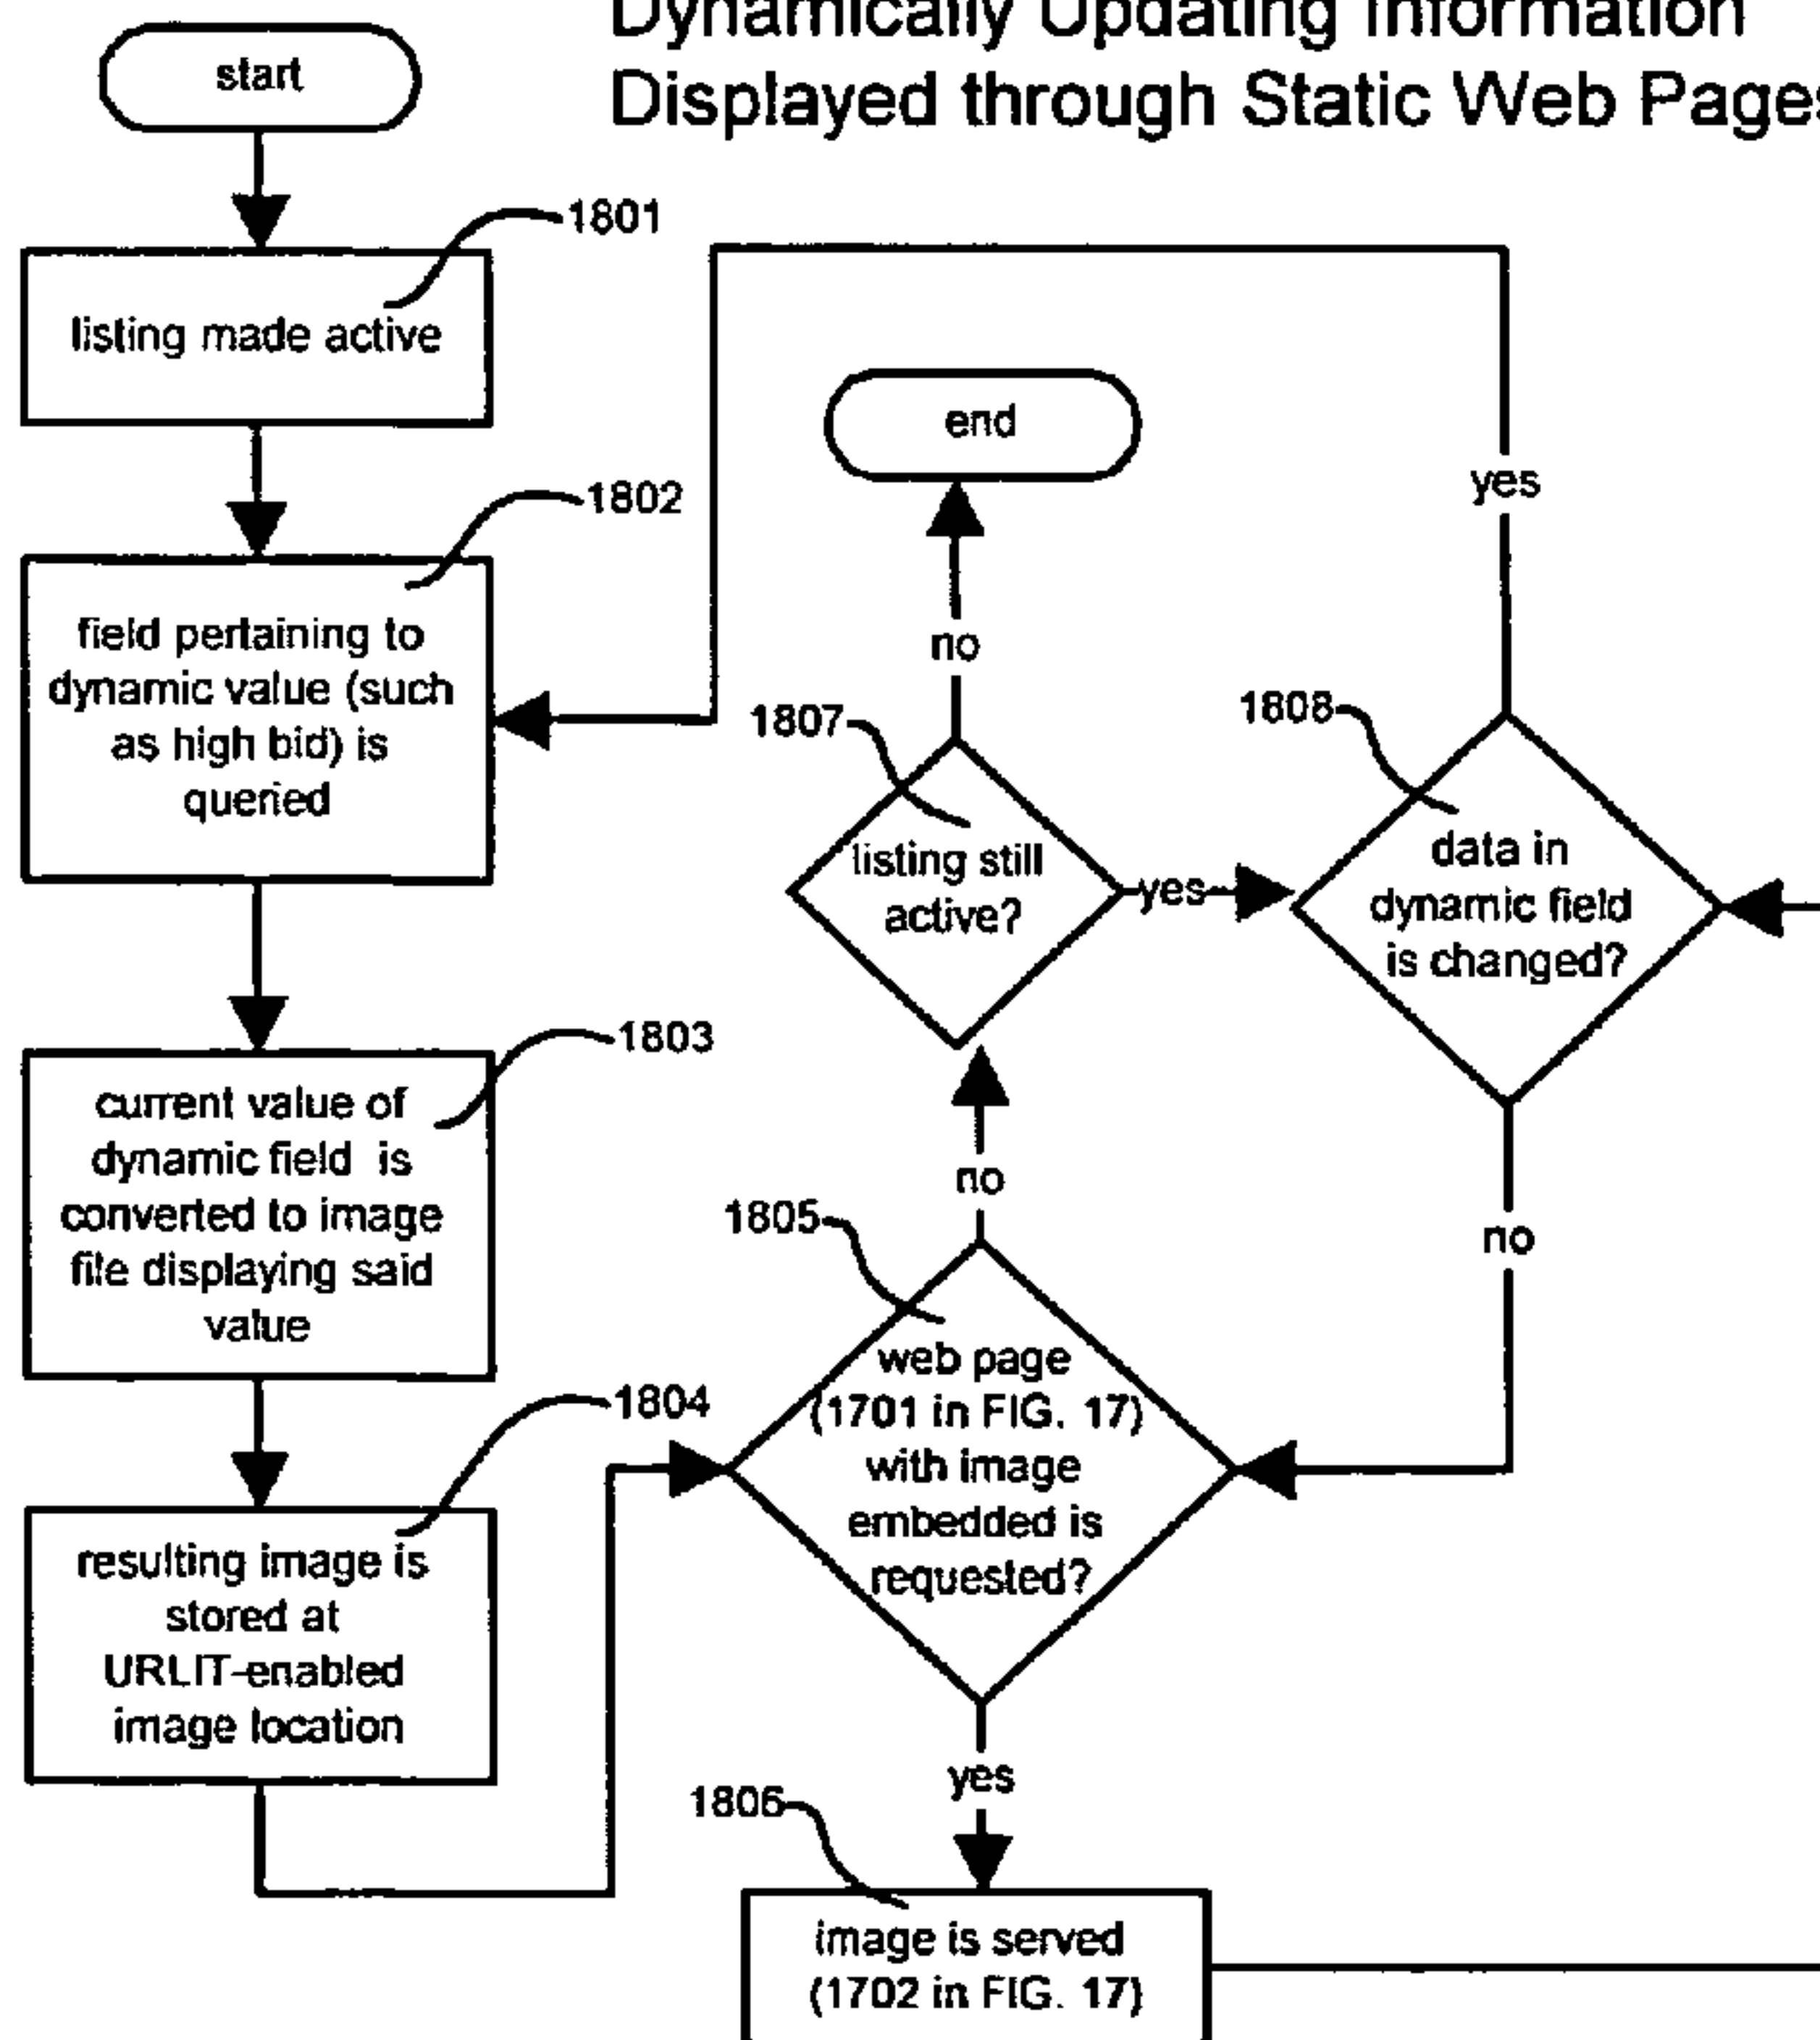 Dynamically Updating Information
Displayed through Static Web Pages
start
1801
listing made active
1802
field pertaining to
dynamic value (such
as high bid) is
queried
1803
current value of
dynamic field is
converted to image
file displaying said
value
1804
resulting image is
stored at
URLIT-enabled
image location
end
no
1807
listing still
active?
yes
1808
data in
dynamic field
is changed?
yes
no
no
1805
web page
(1701 in FIG. 17)
with image
embedded is
requested?
yes
1806
image is served
(1702 in FIG. 17)